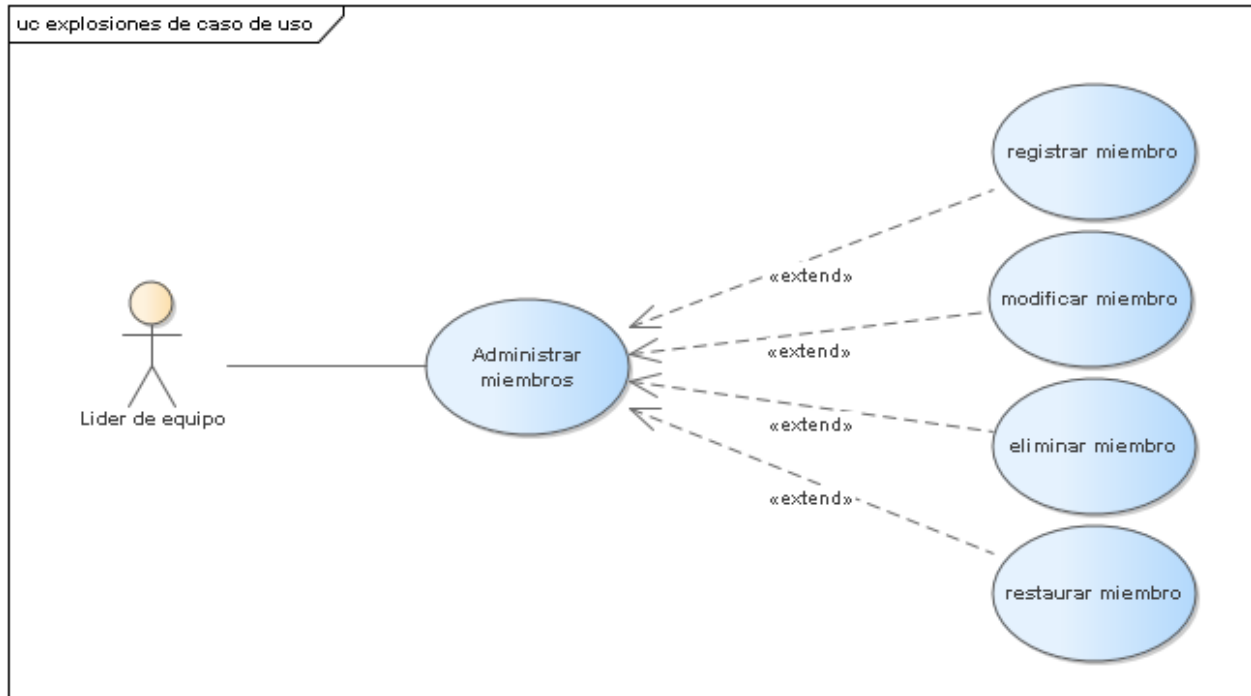 uc explosiones de caso de uso
registrar miembro
«extend»
modificar miembro
«extend»
Administrar
miembros
Lider de equipo
«extend»
eliminar miembro
«extend»
restaurar miembro